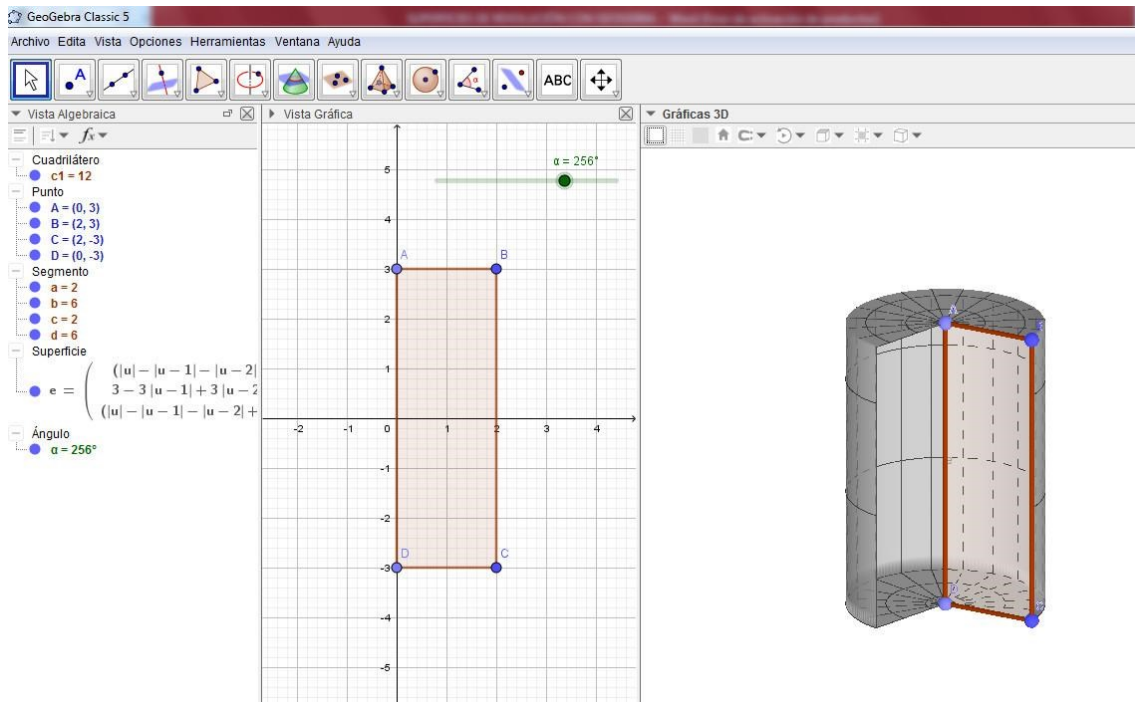 GeoGebra Classic 5
Archivo Edita Vista Opciones Herramientas Ventana Ayuda
A
ABC
Vista Algebraica
fx
Cuadrilátero
c1 = 12
Punto
A = (0, 3)
B = (2, 3)
C = (2, -3)
D = (0, -3)
Segmento
a = 2
b = 6
c = 2
d = 6
Superficie
(|u| − |u − 1| − |u − 2|
e = 3 − 3 |u − 1| + 3 |u − 2
(|u| − |u − 1| − |u − 2| +
Ángulo
α = 256°
Vista Gráfica
α = 256°
5
4
A
B
3
2
1
-2 -1 0 1 2 3 4
-1
-2
D
C
-3
-4
-5
Gráficas 3D
A